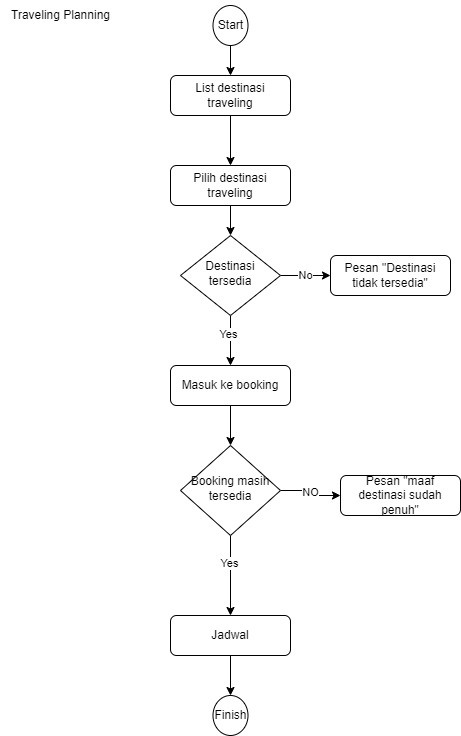 Traveling Planning
Start
List destinasi
traveling
Pilih destinasi
traveling
Destinasi
tersedia
No
Pesan "Destinasi
tidak tersedia"
Yes
Masuk ke booking
Booking masih
tersedia
NO
Pesan "maaf
destinasi sudah
penuh"
Yes
Jadwal
Finish